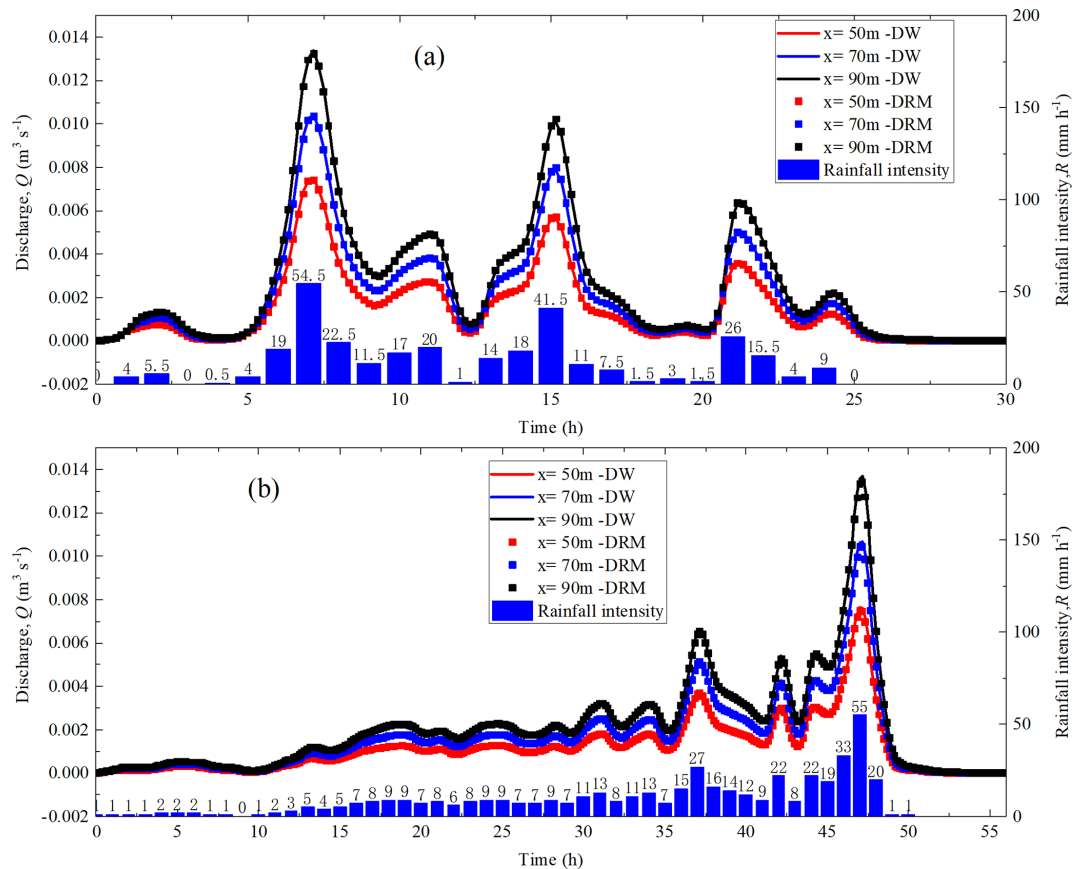 (a)
x= 50m -DW
x= 70m -DW
x= 90m -DW
x= 50m -DRM
x= 70m -DRM
x= 90m -DRM
Rainfall intensity
Discharge, Q (m³ s⁻¹)
0.014
0.012
0.010
0.008
0.006
0.004
0.002
0.000
-0.002
0 4 5.5 0 0.5 4 19 54.5 22.5 11.5 17 20 1 14 18 41.5 11 7.5 1.5 3 1.5 26 15.5 4 9 0
0 5 10 15 20 25 30
Time (h)
200
150
100
50
0
Rainfall intensity,R (mm h⁻¹)
(b)
x= 50m -DW
x= 70m -DW
x= 90m -DW
x= 50m -DRM
x= 70m -DRM
x= 90m -DRM
Rainfall intensity
Discharge, Q (m³ s⁻¹)
0.014
0.012
0.010
0.008
0.006
0.004
0.002
0.000
-0.002
1 1 1 1 2 2 2 1 1 0 1 2 3 5 4 5 7 8 9 9 7 8 6 8 9 9 7 7 9 7 11 13 8 11 13 7 15 27 16 14 12 9 22 8 22 19 33 55 20 1 1
0 5 10 15 20 25 30 35 40 45 50 55
Time (h)
200
150
100
50
0
Rainfall intensity,R (mm h⁻¹)